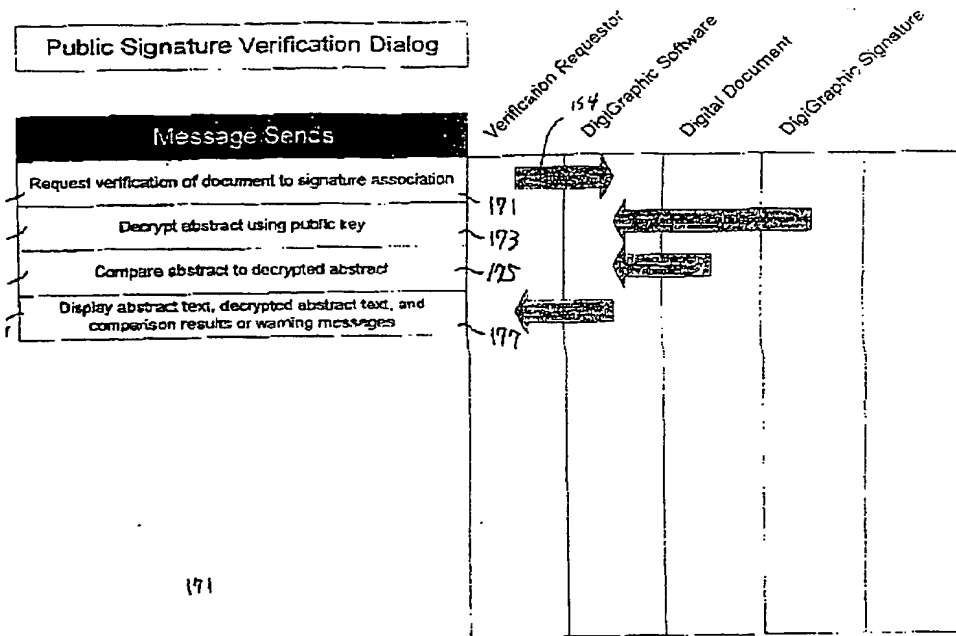 Public Signature Verification Dialog
Verification Requestor
DigiGraphic Software
Digital Document
DigiGraphic Signature
154
Message Sends
Request verification of document to signature association
171
Decrypt abstract using public key
173
Compare abstract to decrypted abstract
175
Display abstract text, decrypted abstract text, and
comparison results or warning messages
177
171